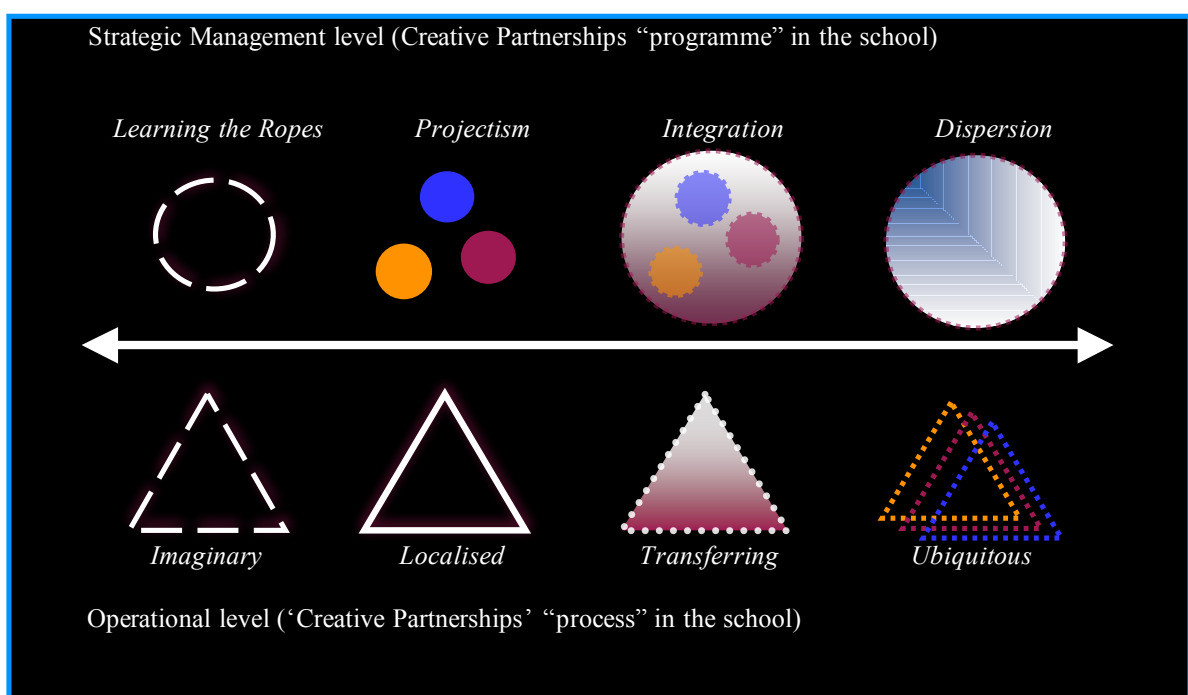 Strategic Management level (Creative Partnerships “programme” in the school)
Learning the Ropes
Projectism
Integration
Dispersion
Imaginary
Localised
Transferring
Ubiquitous
Operational level (‘Creative Partnerships’ “process” in the school)